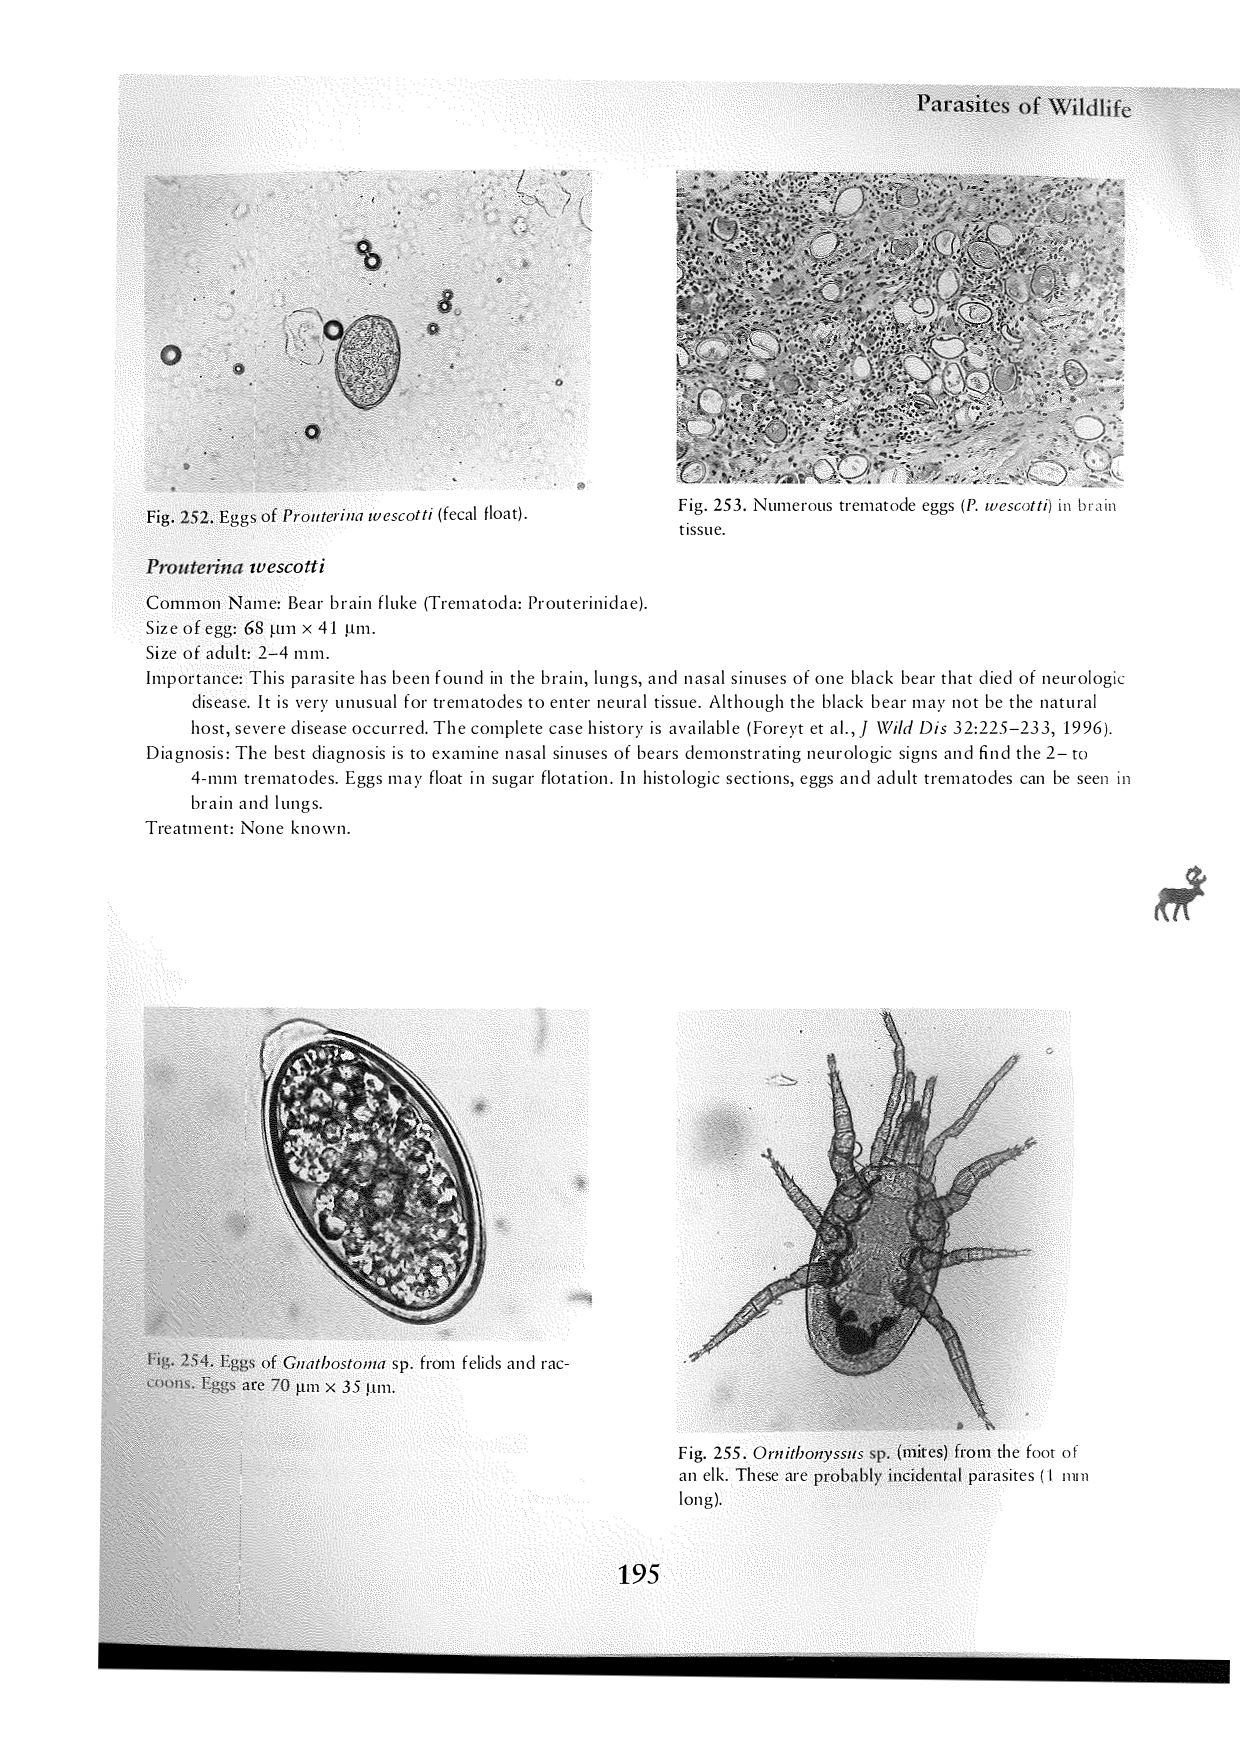 Parasites of Wildlife
Fig. 252. Eggs of Prouterina wescotti (fecal float).
Fig. 253. Numerous trematode eggs (P. wescotti) in brain
tissue.
Prouterina wescotti
Common Name: Bear brain fluke (Trematoda: Prouterinidae).
Size of egg: 68 µm × 41 µm.
Size of adult: 2–4 mm.
Importance: This parasite has been found in the brain, lungs, and nasal sinuses of one black bear that died of neurologic
disease. It is very unusual for trematodes to enter neural tissue. Although the black bear may not be the natural
host, severe disease occurred. The complete case history is available (Foreyt et al., J Wild Dis 32:225–233, 1996).
Diagnosis: The best diagnosis is to examine nasal sinuses of bears demonstrating neurologic signs and find the 2– to
4-mm trematodes. Eggs may float in sugar flotation. In histologic sections, eggs and adult trematodes can be seen in
brain and lungs.
Treatment: None known.
Fig. 254. Eggs of Gnathostoma sp. from felids and rac-
coons. Eggs are 70 µm × 35 µm.
Fig. 255. Ornithonyssus sp. (mites) from the foot of
an elk. These are probably incidental parasites (1 mm
long).
195